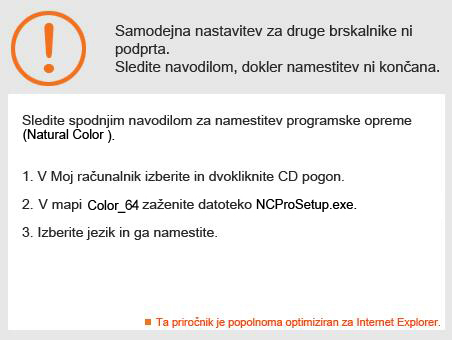 Samodejna nastavitev za druge brskalnike ni
podprta.
Sledite navodilom, dokler namestitev ni končana.
Sledite spodnjim navodilom za namestitev programske opreme
(Natural Color ).
1. V Moj računalnik izberite in dvokliknite CD pogon.
2. V mapi Color_64 zaženite datoteko NCProSetup.exe.
3. Izberite jezik in ga namestite.
Ta priročnik je popolnoma optimiziran za Internet Explorer.